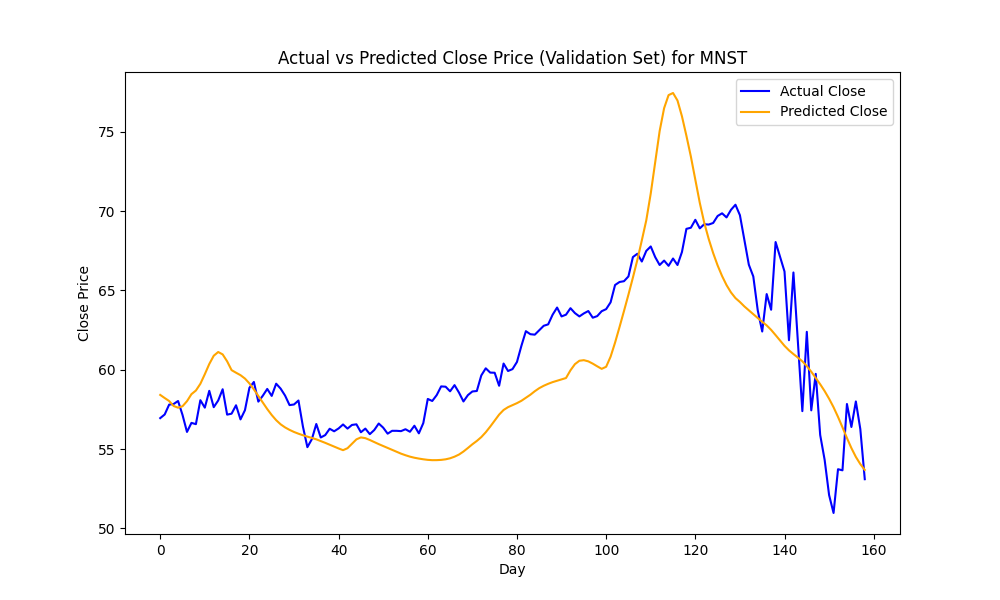 Actual vs Predicted Close Price (Validation Set) for MNST
Actual Close
Predicted Close
Close Price
75
70
65
60
55
50
0 20 40 60 80 100 120 140 160
Day